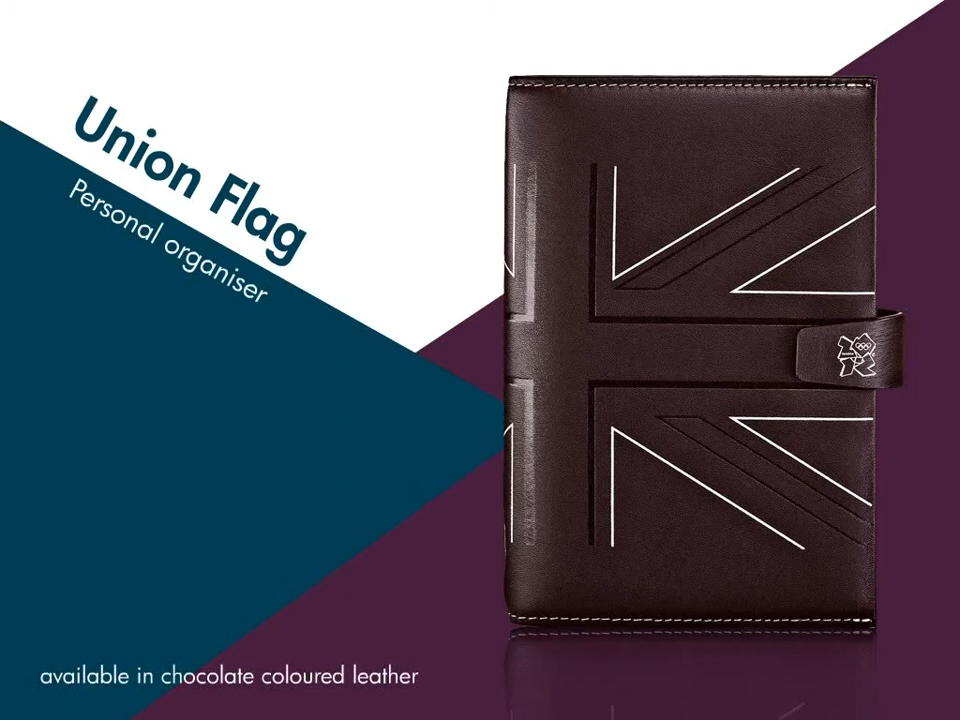 Union Flag
Personal organiser
available in chocolate coloured leather